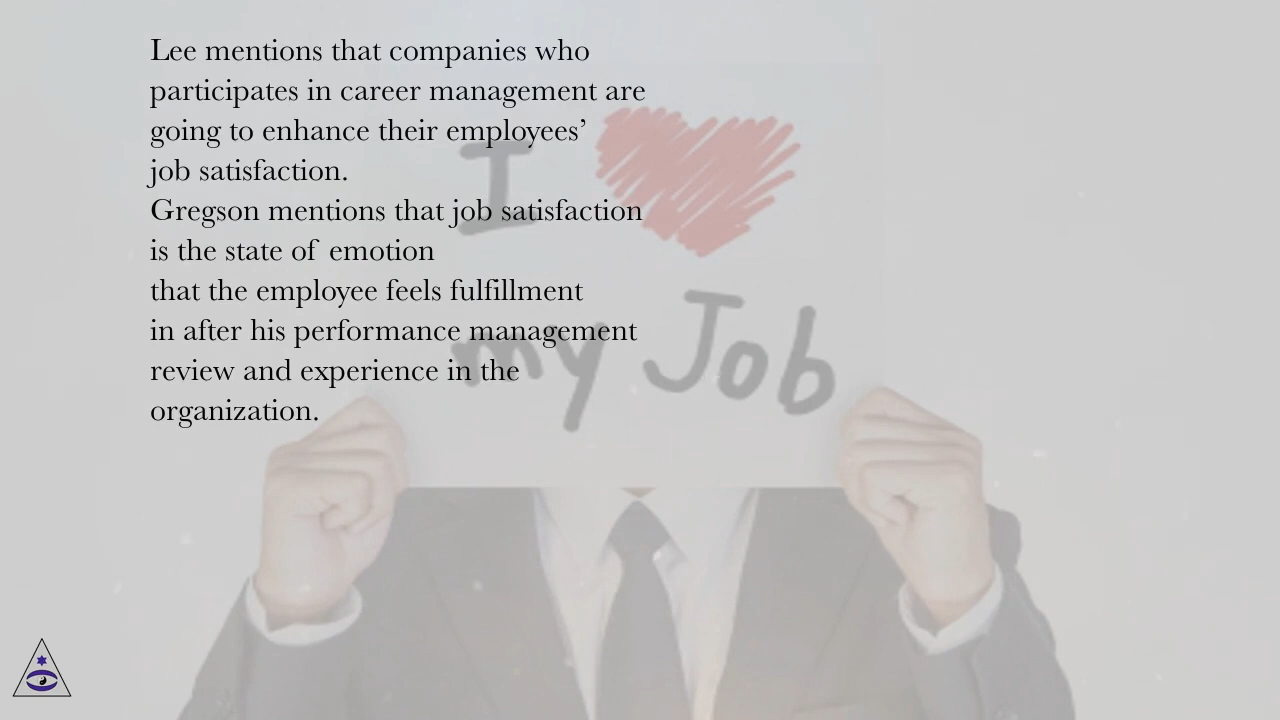 Lee mentions that companies who
participates in career management are
going to enhance their employees’
job satisfaction.
Gregson mentions that job satisfaction
is the state of emotion
that the employee feels fulfillment
in after his performance management
review and experience in the
organization.
I
my Job